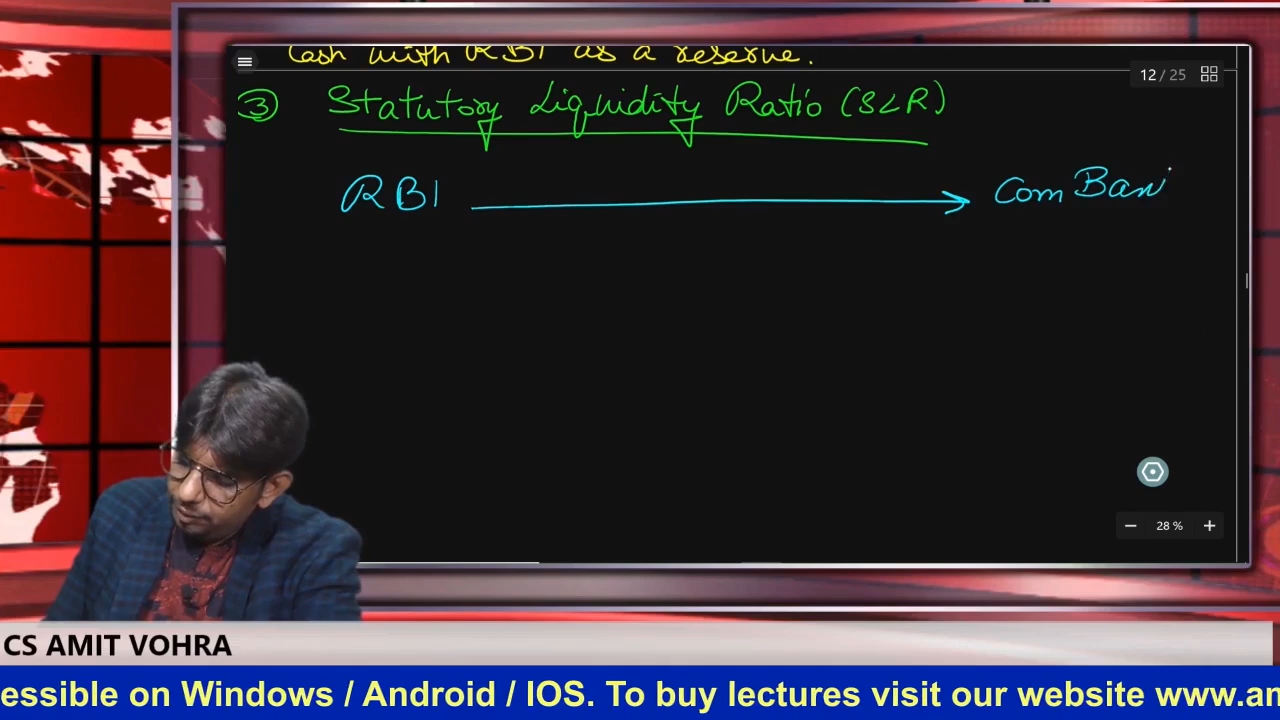 Cash with RBI as a reserve.
12 / 25
③ Statutory Liquidity Ratio (SLR)
RBI → Com Ban
28 %
CS AMIT VOHRA
essible on Windows / Android / IOS. To buy lectures visit our website www.an